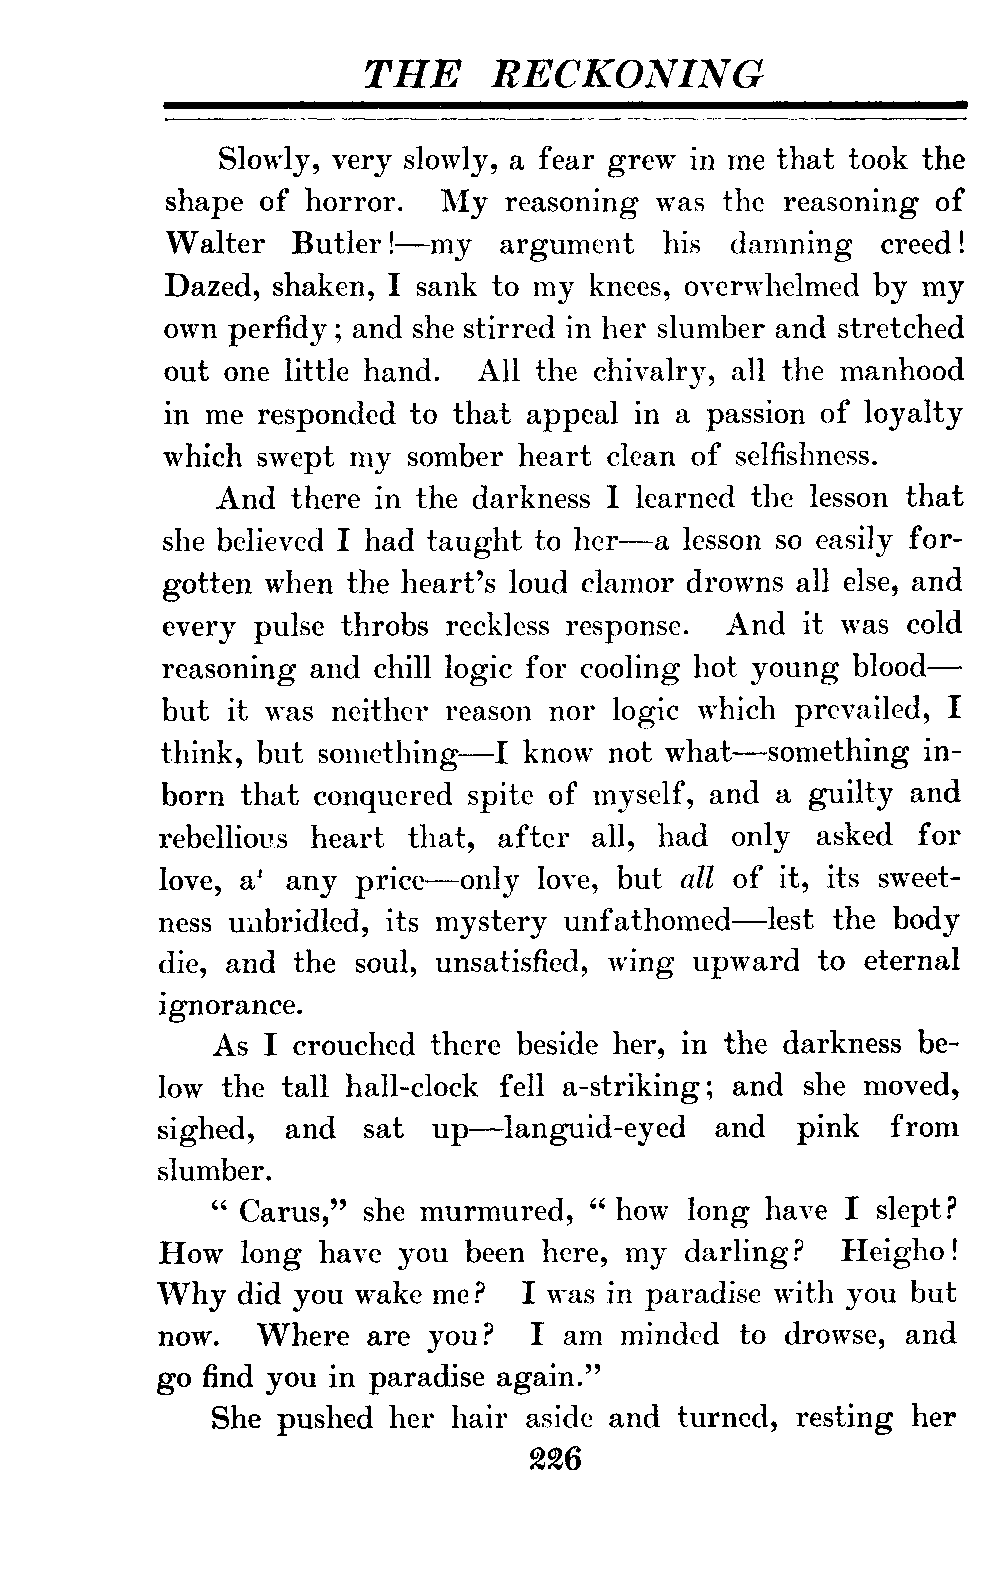 THE RECKONING
Slowly, very slowly, a fear grew in me that took the
shape of horror. My reasoning was the reasoning of
Walter Butler!—my argument his damning creed!
Dazed, shaken, I sank to my knees, overwhelmed by my
own perfidy; and she stirred in her slumber and stretched
out one little hand. All the chivalry, all the manhood
in me responded to that appeal in a passion of loyalty
which swept my somber heart clean of selfishness.
And there in the darkness I learned the lesson that
she believed I had taught to her—a lesson so easily for-
gotten when the heart's loud clamor drowns all else, and
every pulse throbs reckless response. And it was cold
reasoning and chill logic for cooling hot young blood—
but it was neither reason nor logic which prevailed, I
think, but something—I know not what—something in-
born that conquered spite of myself, and a guilty and
rebellious heart that, after all, had only asked for
love, at any price—only love, but all of it, its sweet-
ness unbridled, its mystery unfathomed—lest the body
die, and the soul, unsatisfied, wing upward to eternal
ignorance.
As I crouched there beside her, in the darkness be-
low the tall hall-clock fell a-striking; and she moved,
sighed, and sat up—languid-eyed and pink from
slumber.
"Carus," she murmured, "how long have I slept?
How long have you been here, my darling? Heigho!
Why did you wake me? I was in paradise with you but
now. Where are you? I am minded to drowse, and
go find you in paradise again."
She pushed her hair aside and turned, resting her
226